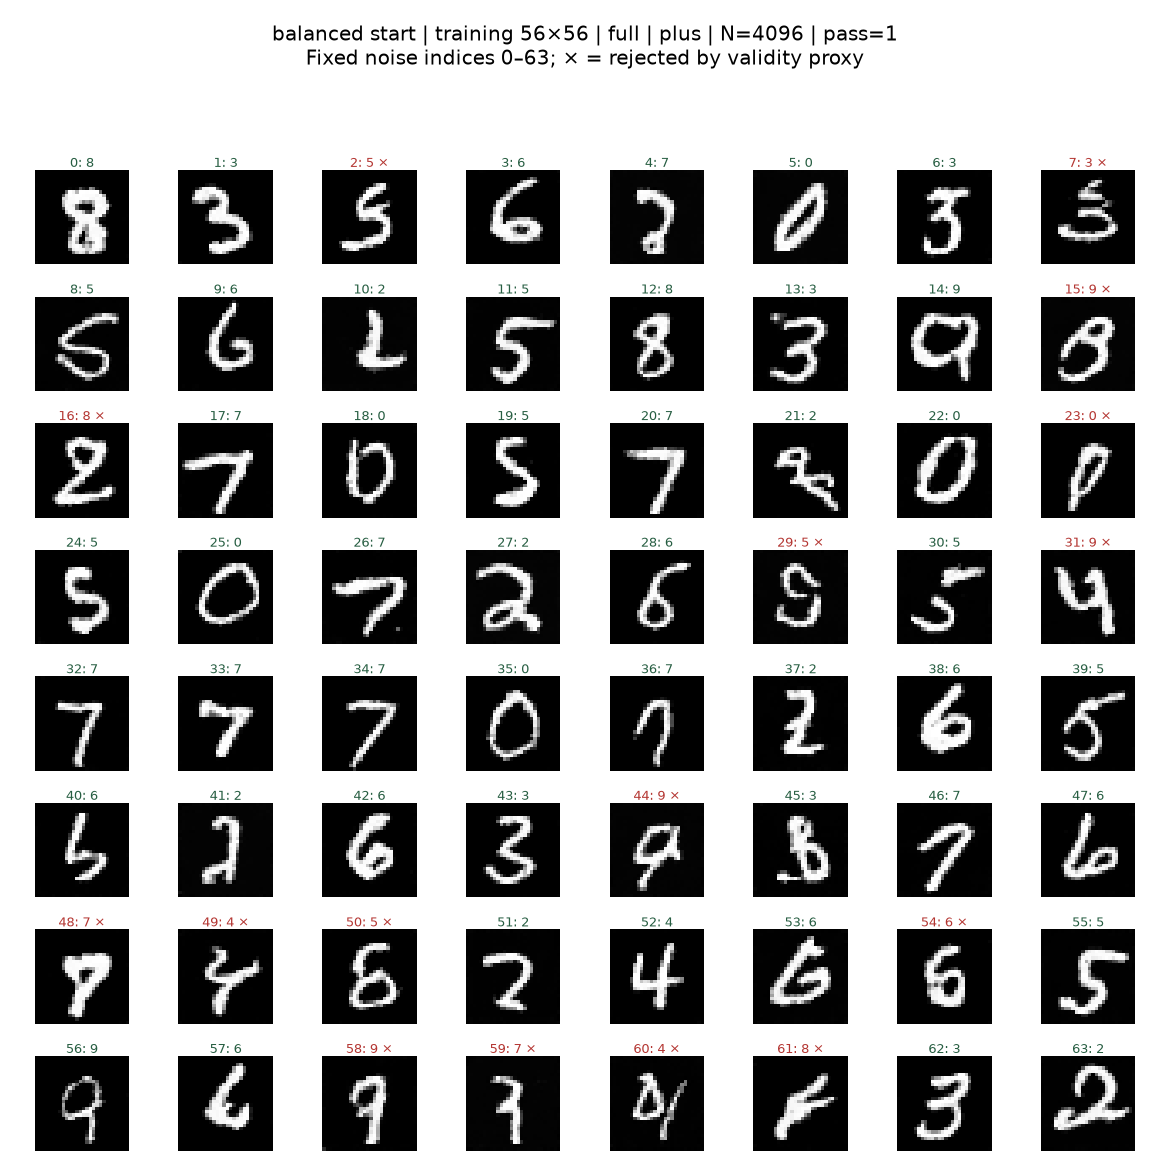 balanced start | training 56×56 | full | plus | N=4096 | pass=1
Fixed noise indices 0–63; × = rejected by validity proxy
0: 8 1: 3 2: 5 × 3: 6 4: 7 5: 0 6: 3 7: 3 ×
8: 5 9: 6 10: 2 11: 5 12: 8 13: 3 14: 9 15: 9 ×
16: 8 × 17: 7 18: 0 19: 5 20: 7 21: 2 22: 0 23: 0 ×
24: 5 25: 0 26: 7 27: 2 28: 6 29: 5 × 30: 5 31: 9 ×
32: 7 33: 7 34: 7 35: 0 36: 7 37: 2 38: 6 39: 5
40: 6 41: 2 42: 6 43: 3 44: 9 × 45: 3 46: 7 47: 6
48: 7 × 49: 4 × 50: 5 × 51: 2 52: 4 53: 6 54: 6 × 55: 5
56: 9 57: 6 58: 9 × 59: 7 × 60: 4 × 61: 8 × 62: 3 63: 2